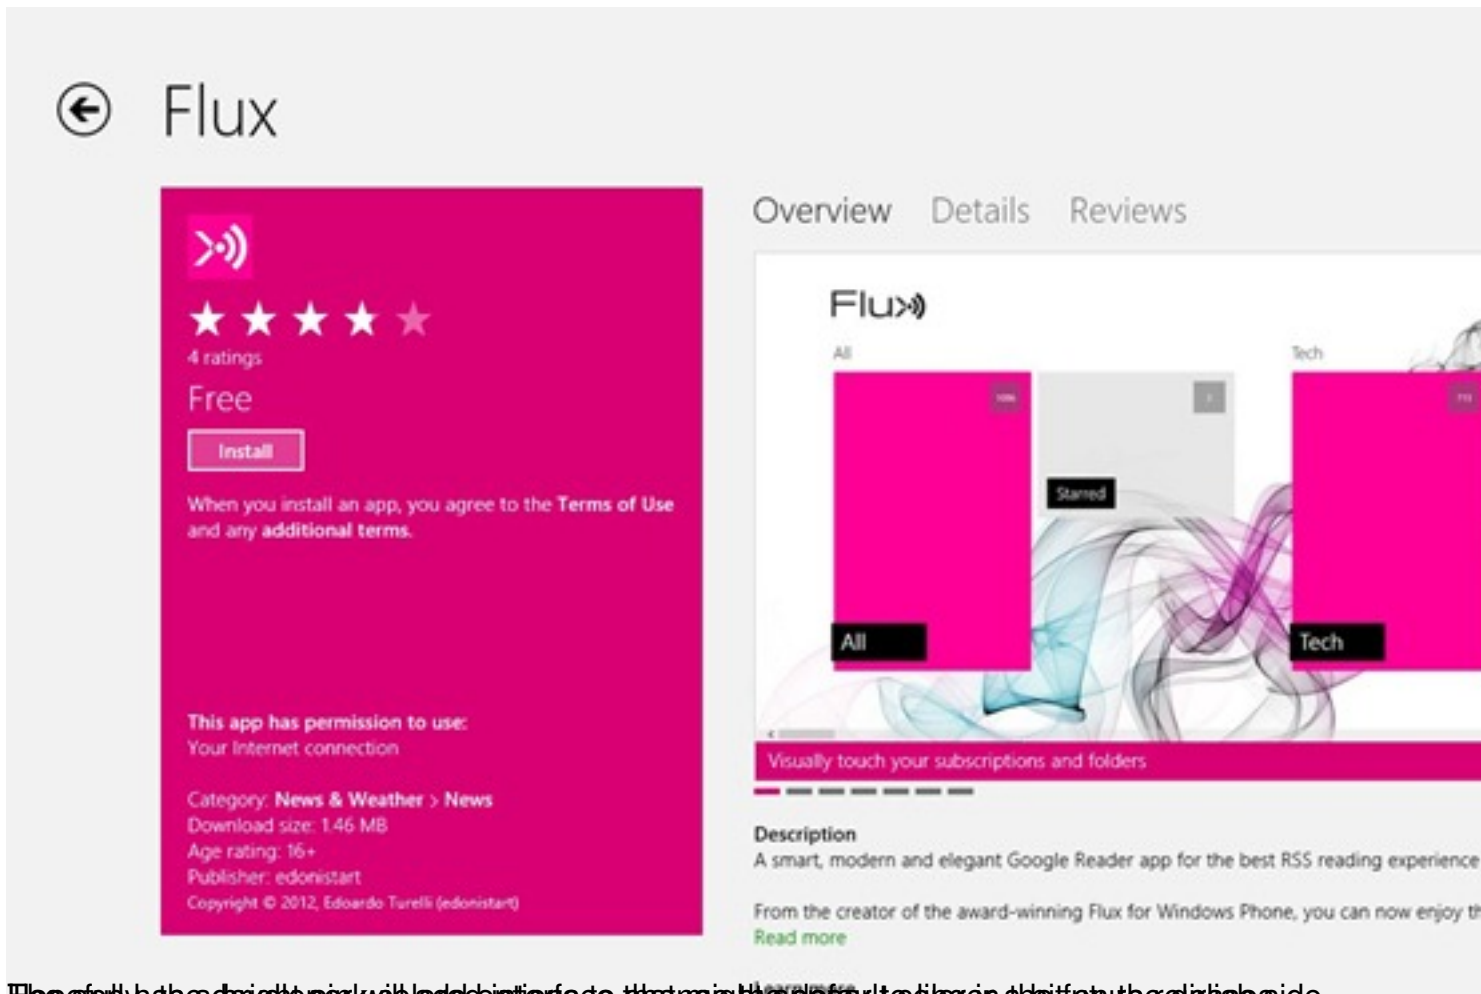 Flux
4 ratings
Free
Install
When you install an app, you agree to the Terms of Use
and any additional terms.
This app has permission to use:
Your Internet connection
Category: News & Weather > News
Download size: 1.46 MB
Age rating: 16+
Publisher: edonistart
Copyright © 2012, Edoardo Turelli (edonistart)
Overview Details Reviews
Flux
All
Tech
Starred
All
Tech
Visually touch your subscriptions and folders
Description
A smart, modern and elegant Google Reader app for the best RSS reading experience
From the creator of the award-winning Flux for Windows Phone, you can now enjoy th
Read more
Learn more